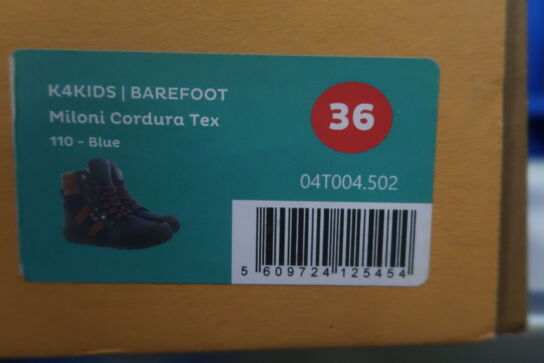 K4KIDS | BAREFOOT
Miloni Cordura Tex
110 - Blue
36
04T004.502
5 609724 125454